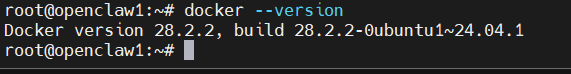 root@openclaw1:~# docker --version
Docker version 28.2.2, build 28.2.2-0ubuntu1~24.04.1
root@openclaw1:~#